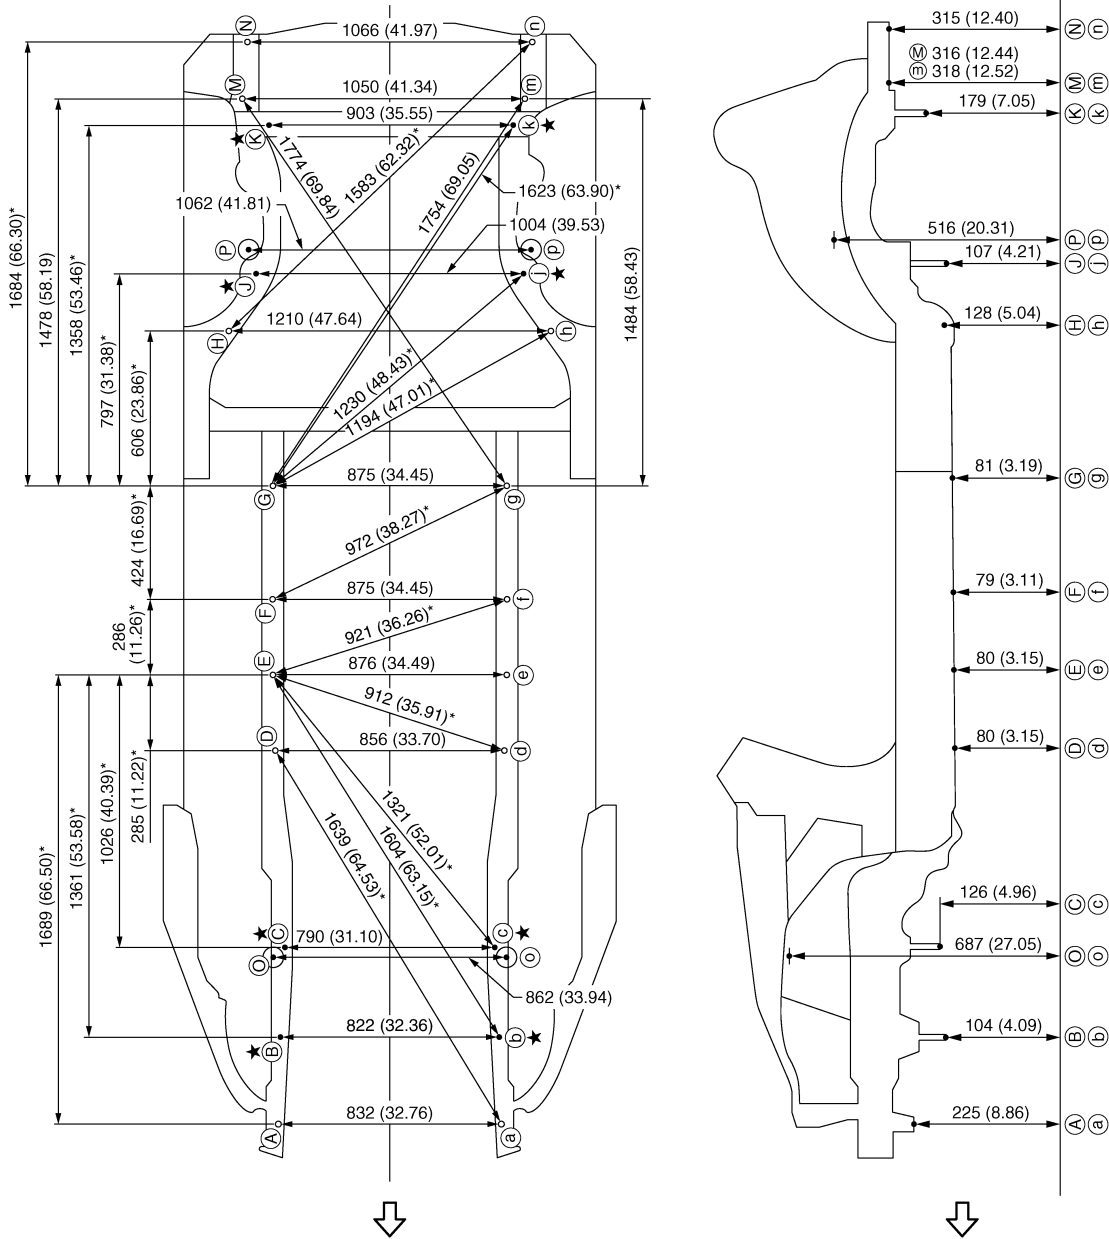 N
1066 (41.97)
n
M
1050 (41.34)
m
903 (35.55)
★ K
k ★
1774 (69.84)
1583 (62.32)*
1754 (69.05)
1623 (63.90)*
1062 (41.81)
1004 (39.53)
P
p
★ J
j ★
1210 (47.64)
H
h
1684 (66.30)*
1478 (58.19)
1358 (53.46)*
797 (31.38)*
606 (23.86)*
1484 (58.43)
1230 (48.43)*
1194 (47.01)*
875 (34.45)
G
g
424 (16.69)*
972 (38.27)*
875 (34.45)
F
f
286
(11.26)*
921 (36.26)*
E
876 (34.49)
e
912 (35.91)*
D
856 (33.70)
d
1689 (66.50)*
1361 (53.58)*
1026 (40.39)*
285 (11.22)*
1321 (52.01)*
1604 (63.15)*
1639 (64.53)*
★ C
790 (31.10)
c ★
O
o
862 (33.94)
822 (32.36)
★ B
b ★
832 (32.76)
A
a
315 (12.40) N n
M 316 (12.44)
m 318 (12.52) M m
179 (7.05) K k
516 (20.31) P p
107 (4.21) J j
128 (5.04) H h
81 (3.19) G g
79 (3.11) F f
80 (3.15) E e
80 (3.15) D d
126 (4.96) C c
687 (27.05) O o
104 (4.09) B b
225 (8.86) A a